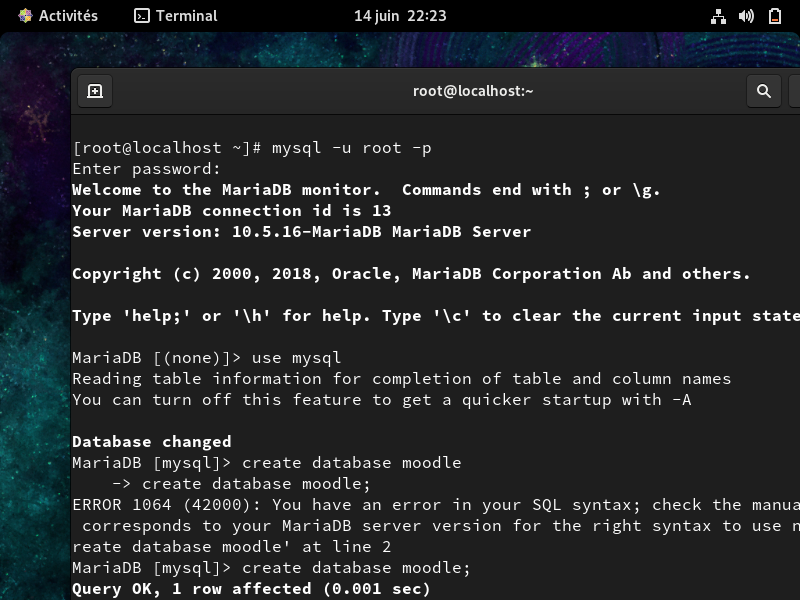 Activités
Terminal
14 juin 22:23
root@localhost:~
[root@localhost ~]# mysql -u root -p
Enter password:
Welcome to the MariaDB monitor.  Commands end with ; or \g.
Your MariaDB connection id is 13
Server version: 10.5.16-MariaDB MariaDB Server
Copyright (c) 2000, 2018, Oracle, MariaDB Corporation Ab and others.
Type 'help;' or '\h' for help. Type '\c' to clear the current input state
MariaDB [(none)]> use mysql
Reading table information for completion of table and column names
You can turn off this feature to get a quicker startup with -A
Database changed
MariaDB [mysql]> create database moodle
    -> create database moodle;
ERROR 1064 (42000): You have an error in your SQL syntax; check the manua
 corresponds to your MariaDB server version for the right syntax to use n
reate database moodle' at line 2
MariaDB [mysql]> create database moodle;
Query OK, 1 row affected (0.001 sec)